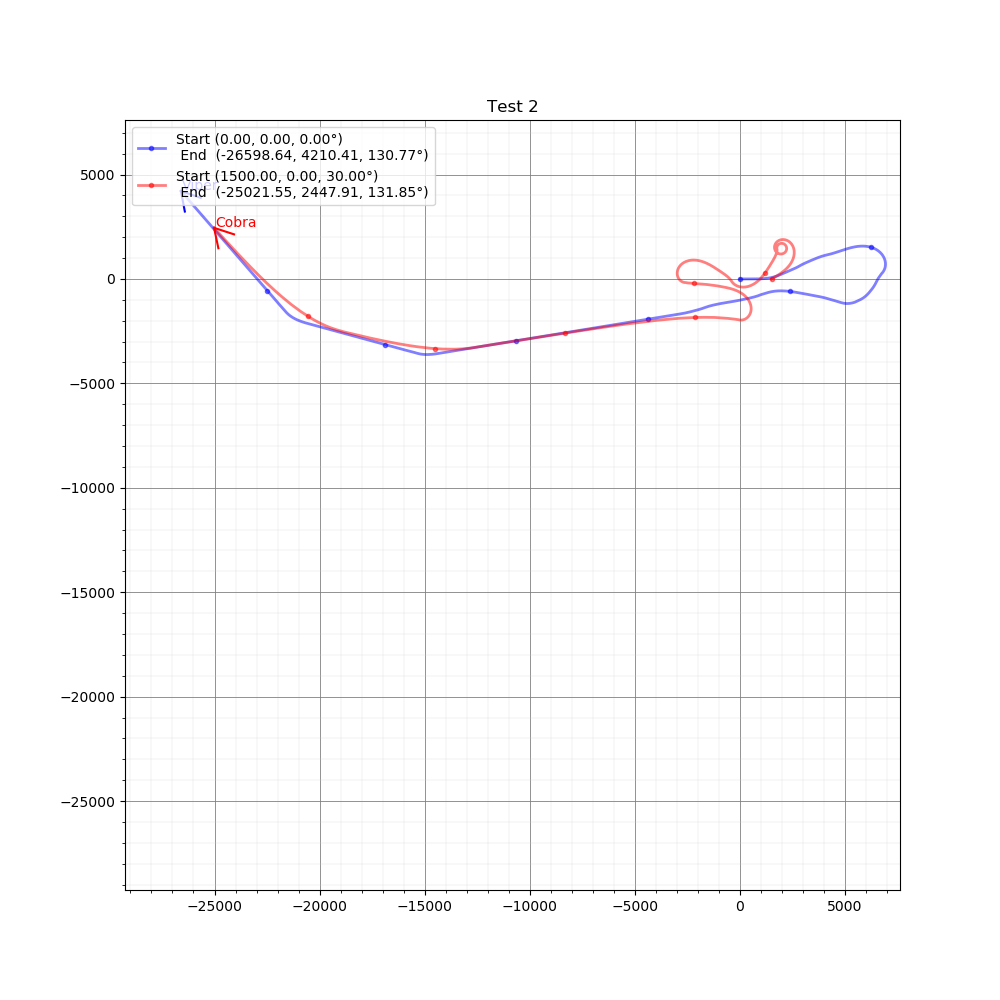 Test 2
Start (0.00, 0.00, 0.00°)
End (-26598.64, 4210.41, 130.77°)
Start (1500.00, 0.00, 30.00°)
End (-25021.55, 2447.91, 131.85°)
Cobra
5000
0
−5000
−10000
−15000
−20000
−25000
−25000 −20000 −15000 −10000 −5000 0 5000